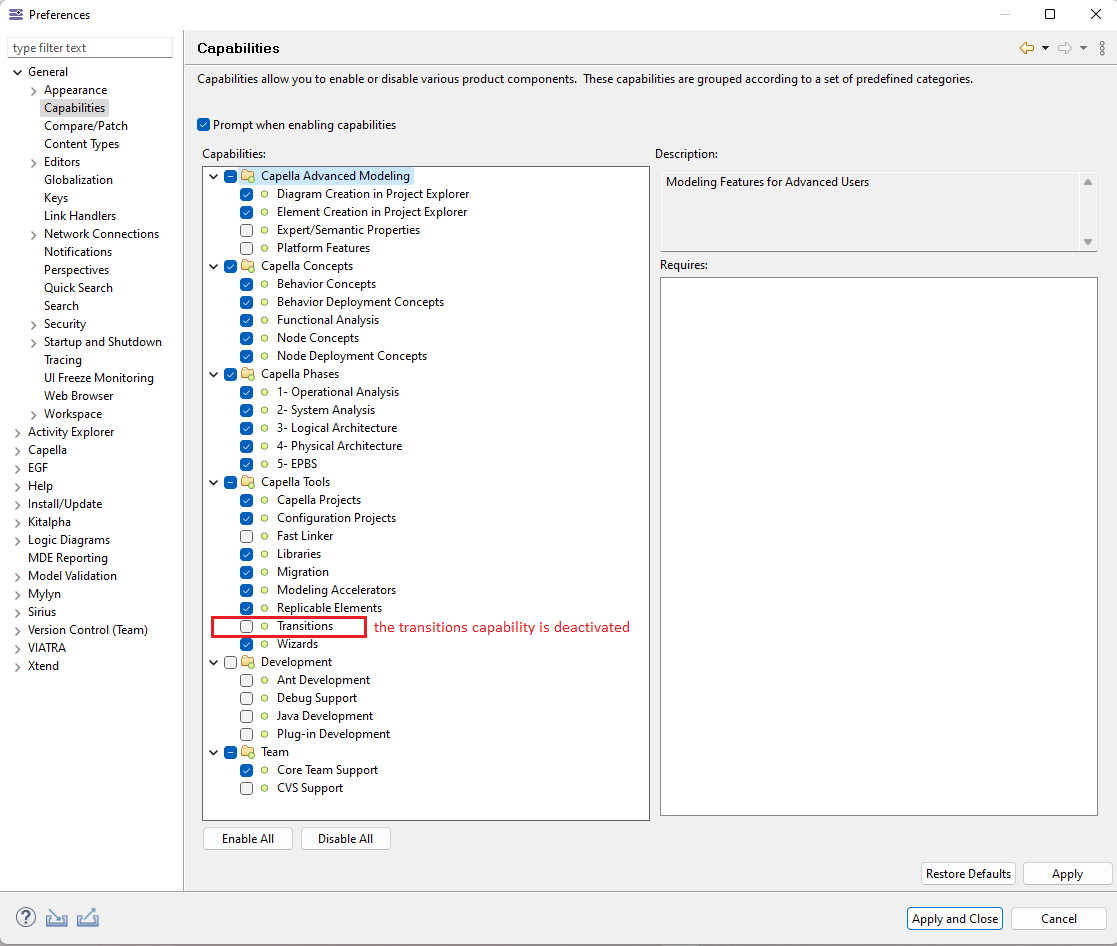 Preferences
type filter text
General
Appearance
Capabilities
Compare/Patch
Content Types
Editors
Globalization
Keys
Link Handlers
Network Connections
Notifications
Perspectives
Quick Search
Search
Security
Startup and Shutdown
Tracing
UI Freeze Monitoring
Web Browser
Workspace
Activity Explorer
Capella
EGF
Help
Install/Update
Kitalpha
Logic Diagrams
MDE Reporting
Model Validation
Mylyn
Sirius
Version Control (Team)
VIATRA
Xtend
Capabilities
Capabilities allow you to enable or disable various product components.  These capabilities are grouped according to a set of predefined categories.
Prompt when enabling capabilities
Capabilities:
Capella Advanced Modeling
Diagram Creation in Project Explorer
Element Creation in Project Explorer
Expert/Semantic Properties
Platform Features
Capella Concepts
Behavior Concepts
Behavior Deployment Concepts
Functional Analysis
Node Concepts
Node Deployment Concepts
Capella Phases
1- Operational Analysis
2- System Analysis
3- Logical Architecture
4- Physical Architecture
5- EPBS
Capella Tools
Capella Projects
Configuration Projects
Fast Linker
Libraries
Migration
Modeling Accelerators
Replicable Elements
Transitions the transitions capability is deactivated
Wizards
Development
Ant Development
Debug Support
Java Development
Plug-in Development
Team
Core Team Support
CVS Support
Description:
Modeling Features for Advanced Users
Requires:
Enable All Disable All
Restore Defaults Apply
Apply and Close Cancel